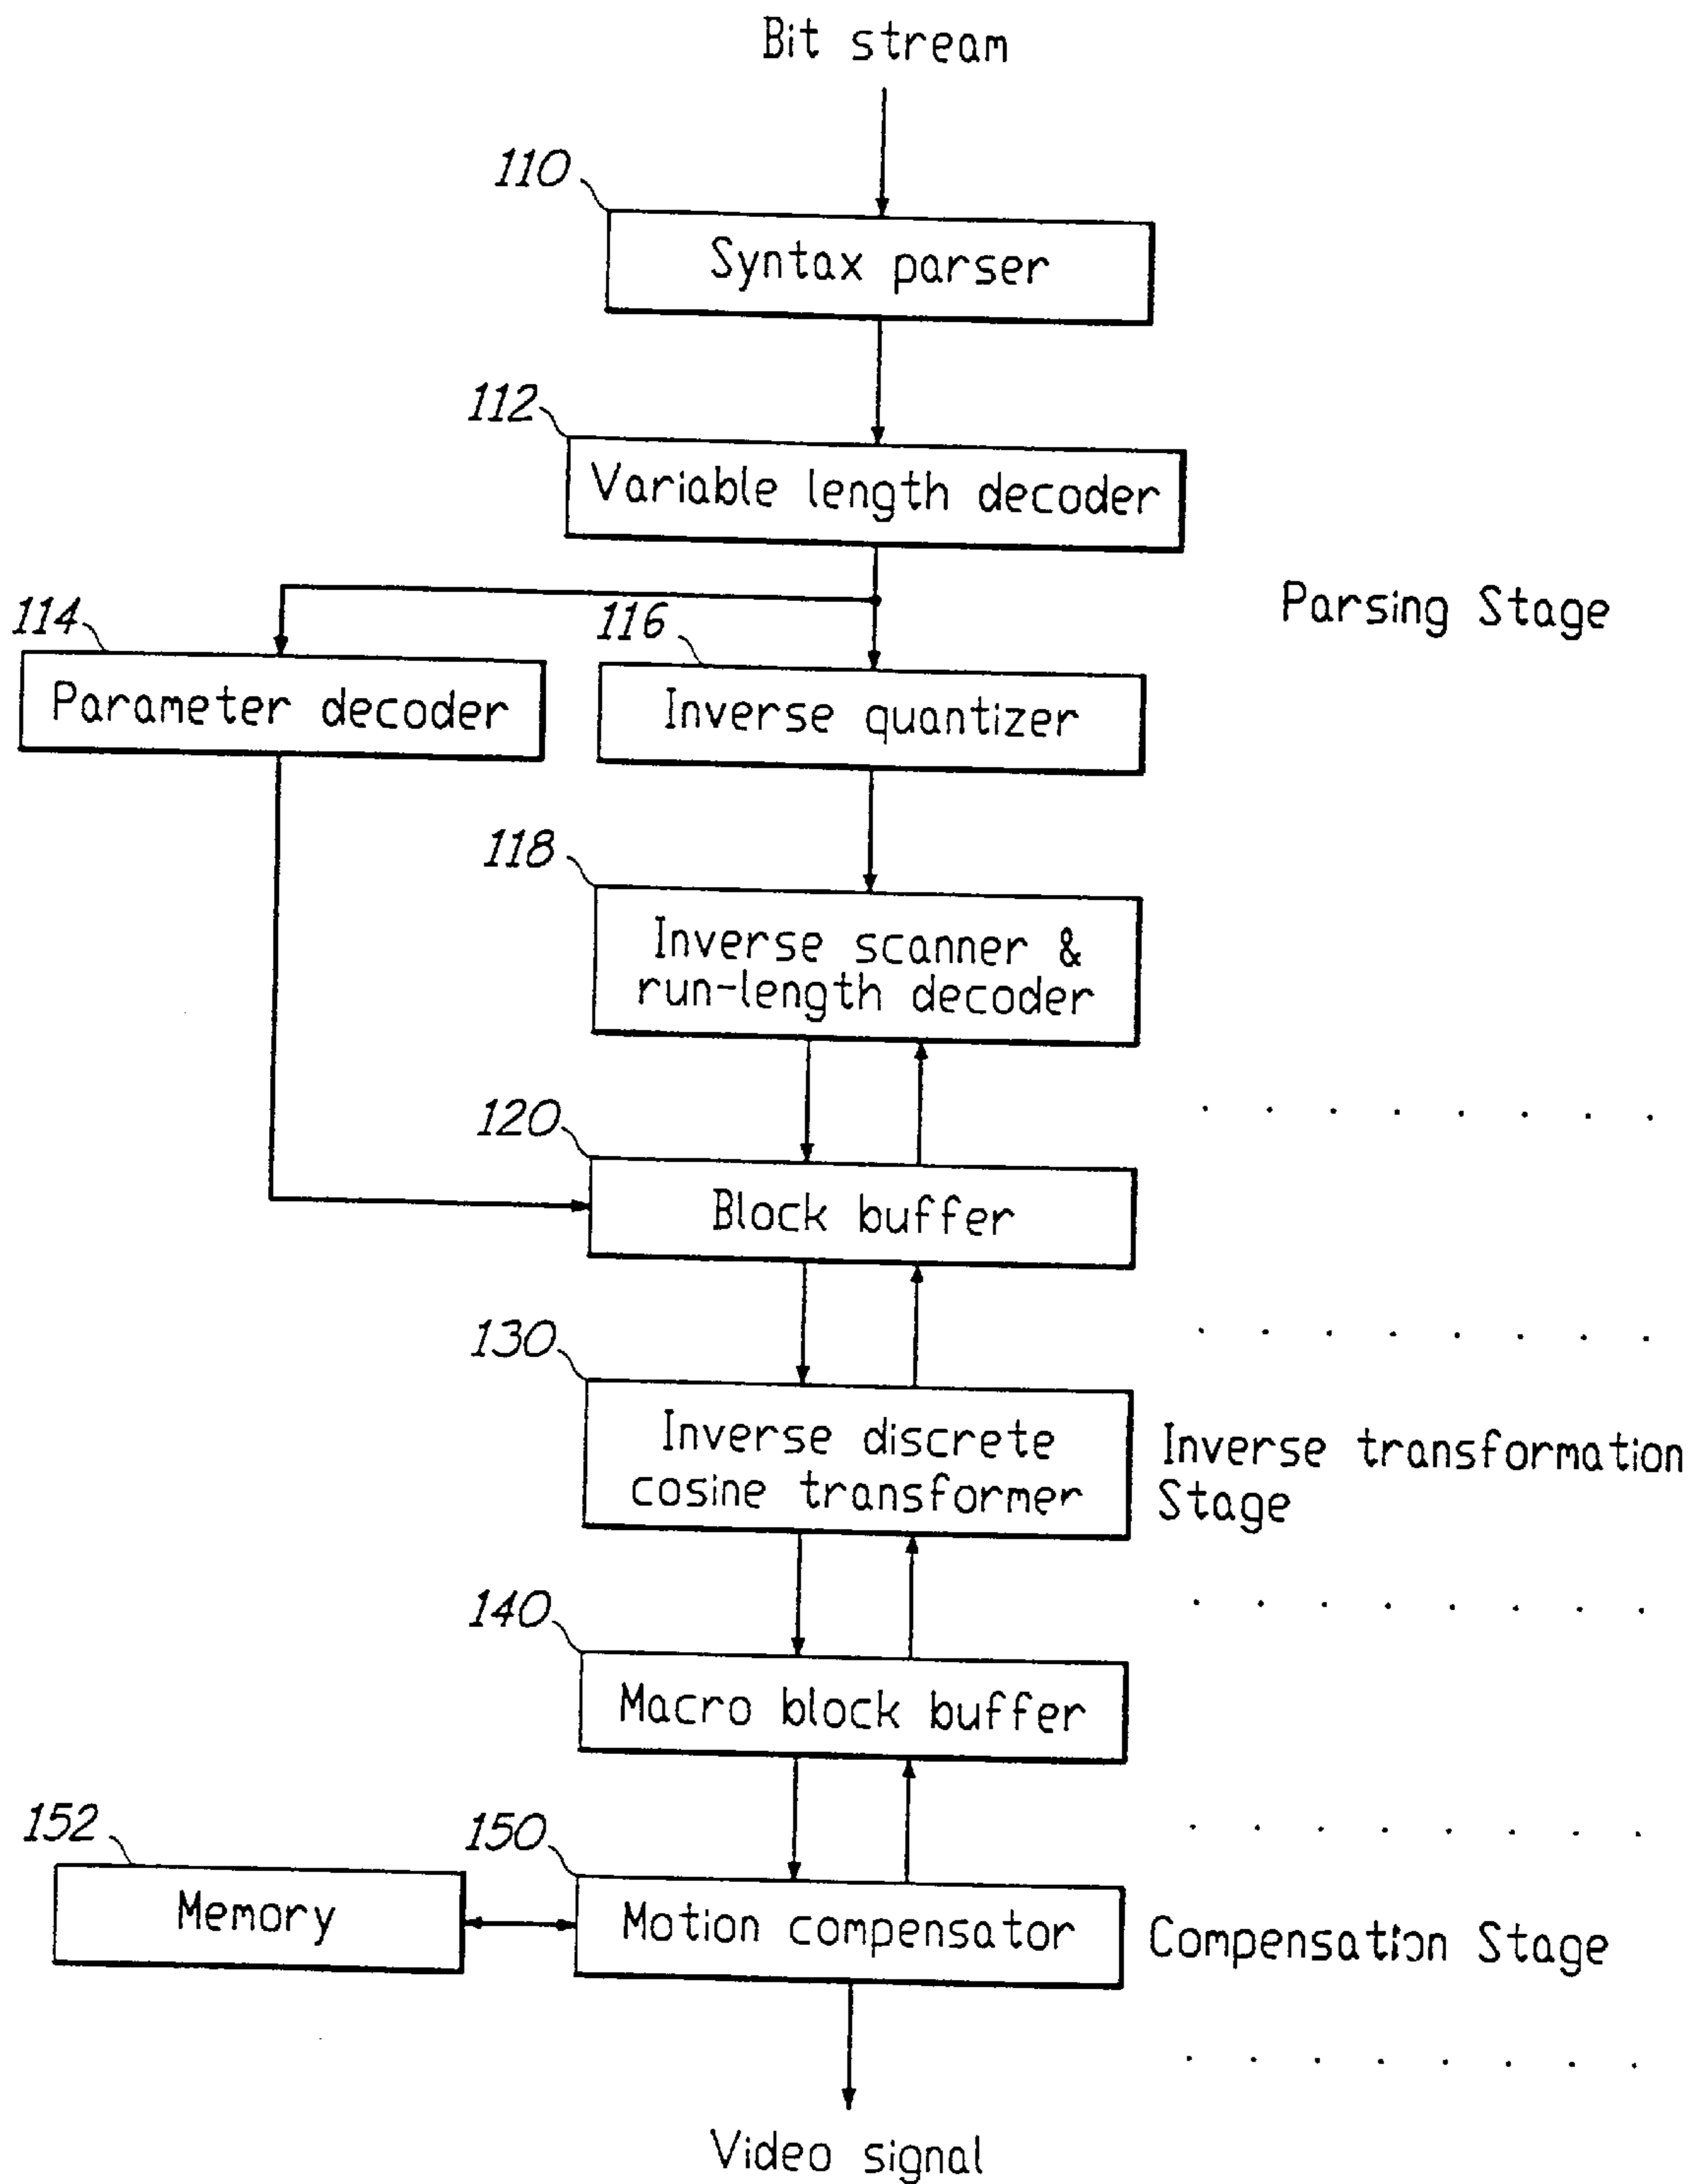 Bit stream
110
Syntax parser
112
Variable length decoder
Parsing Stage
114
116
Parameter decoder
Inverse quantizer
118
Inverse scanner &
run-length decoder
120
Block buffer
130
Inverse discrete
cosine transformer
Inverse transformation
Stage
140
Macro block buffer
152
150
Memory
Motion compensator
Compensation Stage
Video signal